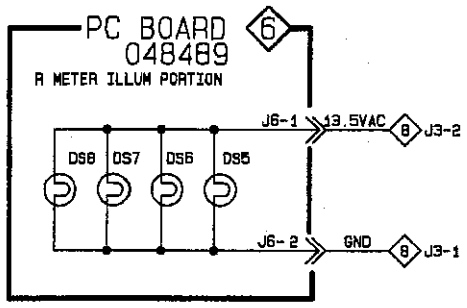 PC BOARD 6
048489
R METER ILLUM PORTION
J6-1 13.5VAC 8 J3-2
DS8 DS7 DS6 DS5
J6-2 GND 8 J3-1